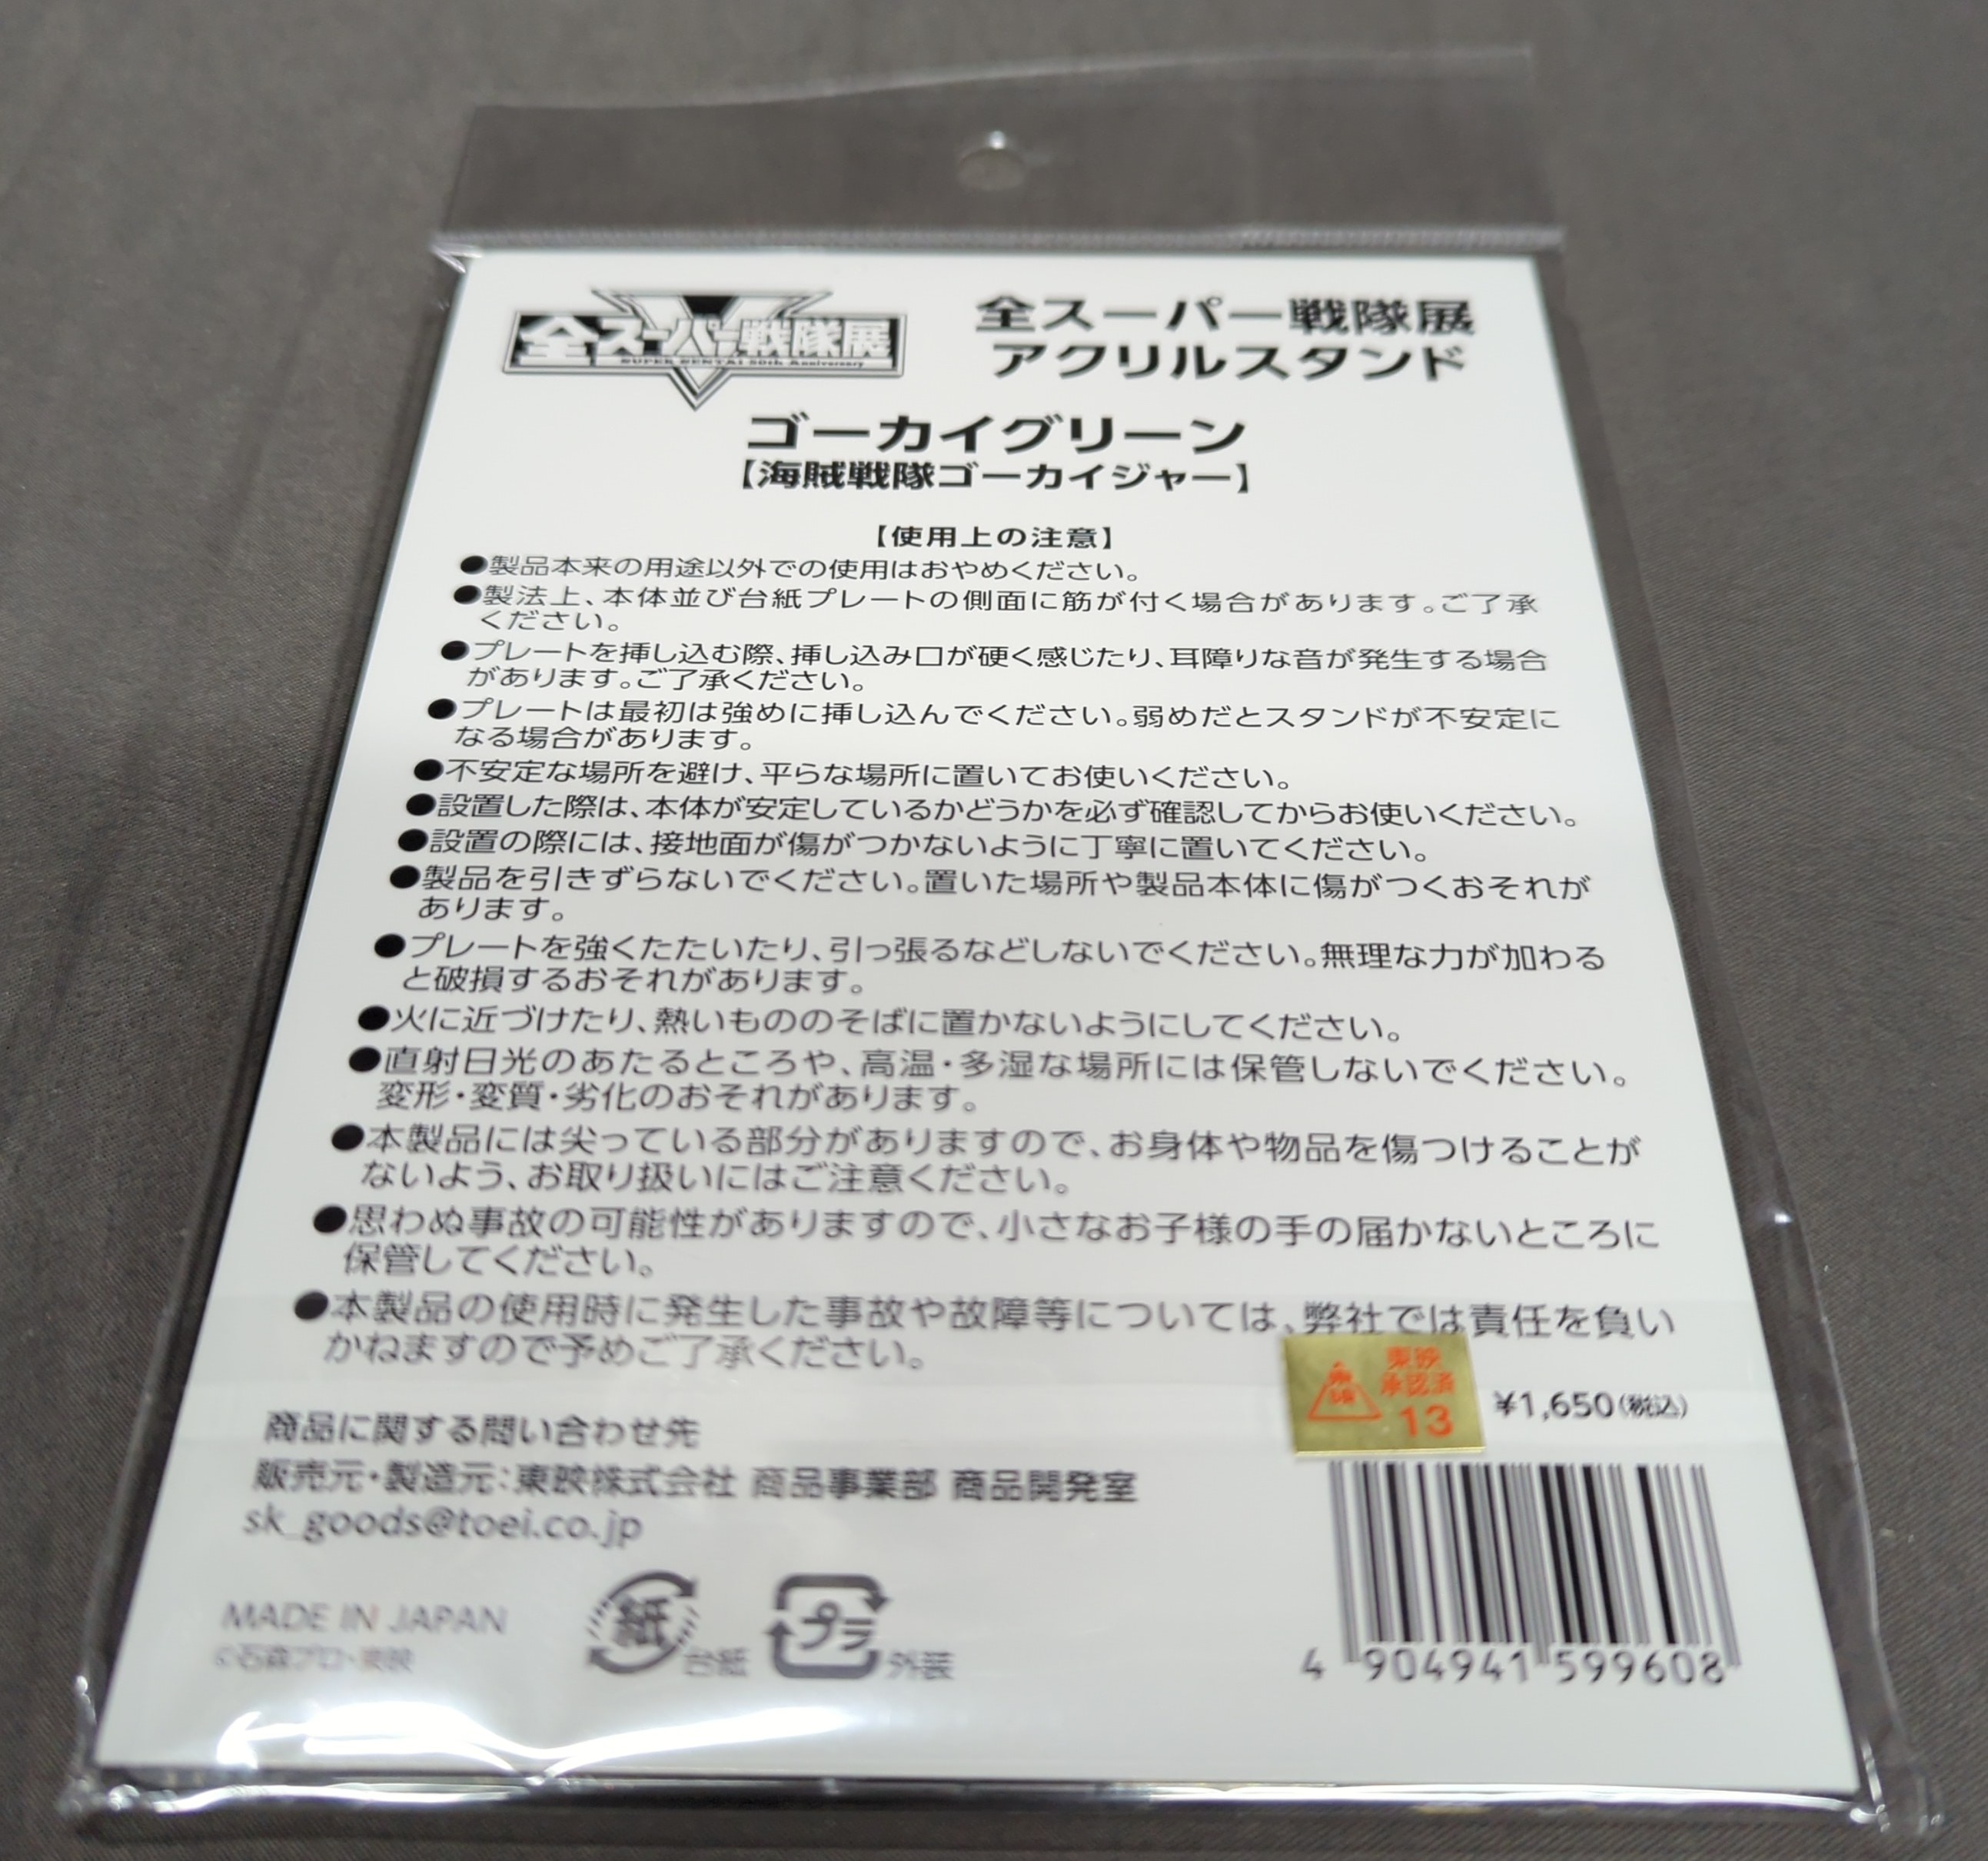 全スーパー戦隊展
SUPER SENTAI 50th Anniversary
全スーパー戦隊展
アクリルスタンド
ゴーカイグリーン
【海賊戦隊ゴーカイジャー】
【使用上の注意】
●製品本来の用途以外での使用はおやめください。
●製法上、本体並び台紙プレートの側面に筋が付く場合があります。ご了承
ください。
●プレートを挿し込む際、挿し込み口が硬く感じたり、耳障りな音が発生する場合
があります。ご了承ください。
●プレートは最初は強めに挿し込んでください。弱めだとスタンドが不安定に
なる場合があります。
●不安定な場所を避け、平らな場所に置いてお使いください。
●設置した際は、本体が安定しているかどうかを必ず確認してからお使いください。
●設置の際には、接地面が傷がつかないように丁寧に置いてください。
●製品を引きずらないでください。置いた場所や製品本体に傷がつくおそれが
あります。
●プレートを強くたたいたり、引っ張るなどしないでください。無理な力が加わる
と破損するおそれがあります。
●火に近づけたり、熱いもののそばに置かないようにしてください。
●直射日光のあたるところや、高温・多湿な場所には保管しないでください。
変形・変質・劣化のおそれがあります。
●本製品には尖っている部分がありますので、お身体や物品を傷つけることが
ないよう、お取り扱いにはご注意ください。
●思わぬ事故の可能性がありますので、小さなお子様の手の届かないところに
保管してください。
●本製品の使用時に発生した事故や故障等については、弊社では責任を負い
かねますので予めご了承ください。
東映
承認済
13
¥1,650(税込)
商品に関する問い合わせ先
販売元・製造元：東映株式会社 商品事業部 商品開発室
sk_goods@toei.co.jp
MADE IN JAPAN
©石森プロ・東映
紙 台紙
プラ 外装
4 904941 599608